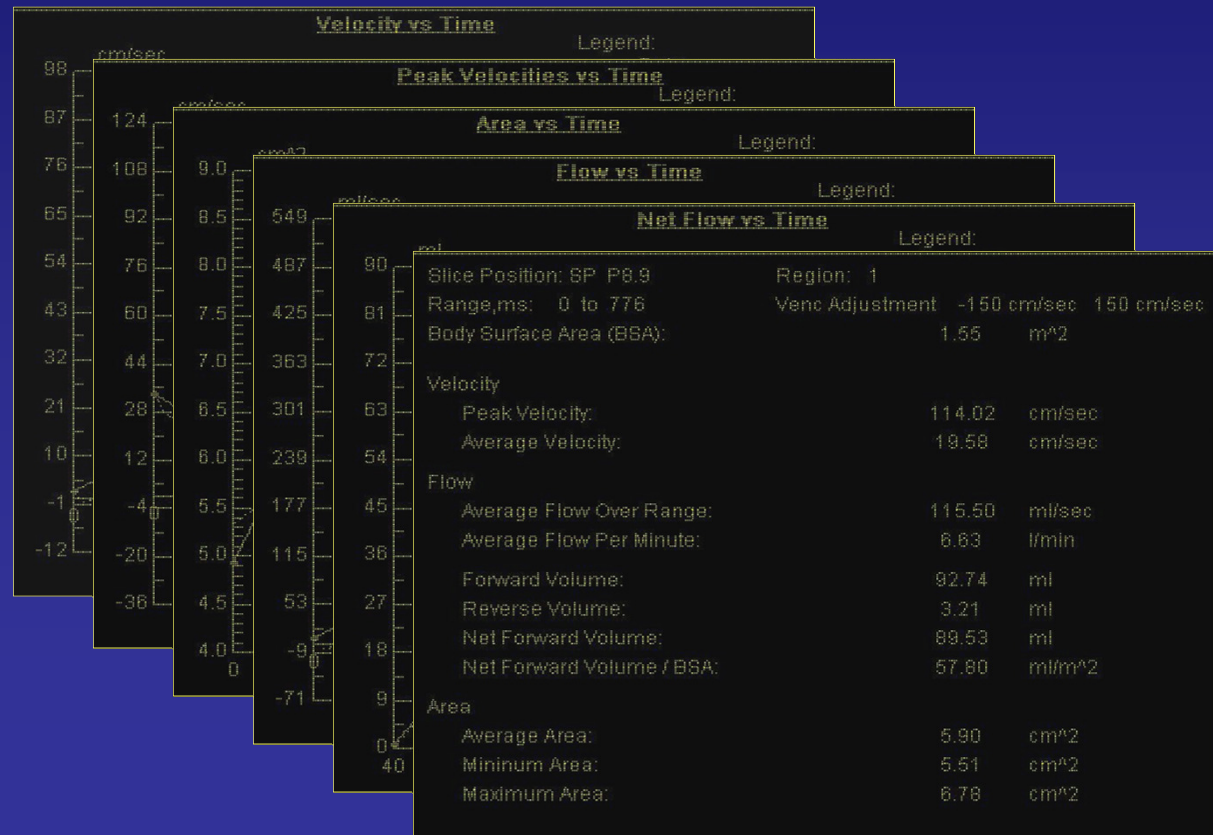 Velocity vs Time
Legend:
cm/sec
98
87
76
65
54
43
32
21
10
-1
-12
0
Peak Velocities vs Time
Legend:
cm/sec
124
108
92
76
60
44
28
12
-4
-20
-36
0
Area vs Time
Legend:
cm^2
9.0
8.5
8.0
7.5
7.0
6.5
6.0
5.5
5.0
4.5
4.0
0
Flow vs Time
Legend:
ml/sec
549
487
425
363
301
239
177
115
53
-9
-71
0
Net Flow vs Time
Legend:
ml
90
81
72
63
54
45
36
27
18
9
0
40
Slice Position: SP P8.9 Region: 1
Range,ms: 0 to 776 Venc Adjustment -150 cm/sec 150 cm/sec
Body Surface Area (BSA): 1.55 m^2
Velocity
Peak Velocity: 114.02 cm/sec
Average Velocity: 19.58 cm/sec
Flow
Average Flow Over Range: 115.50 ml/sec
Average Flow Per Minute: 6.63 l/min
Forward Volume: 92.74 ml
Reverse Volume: 3.21 ml
Net Forward Volume: 89.53 ml
Net Forward Volume / BSA: 57.80 ml/m^2
Area
Average Area: 5.90 cm^2
Mininum Area: 5.51 cm^2
Maximum Area: 6.78 cm^2